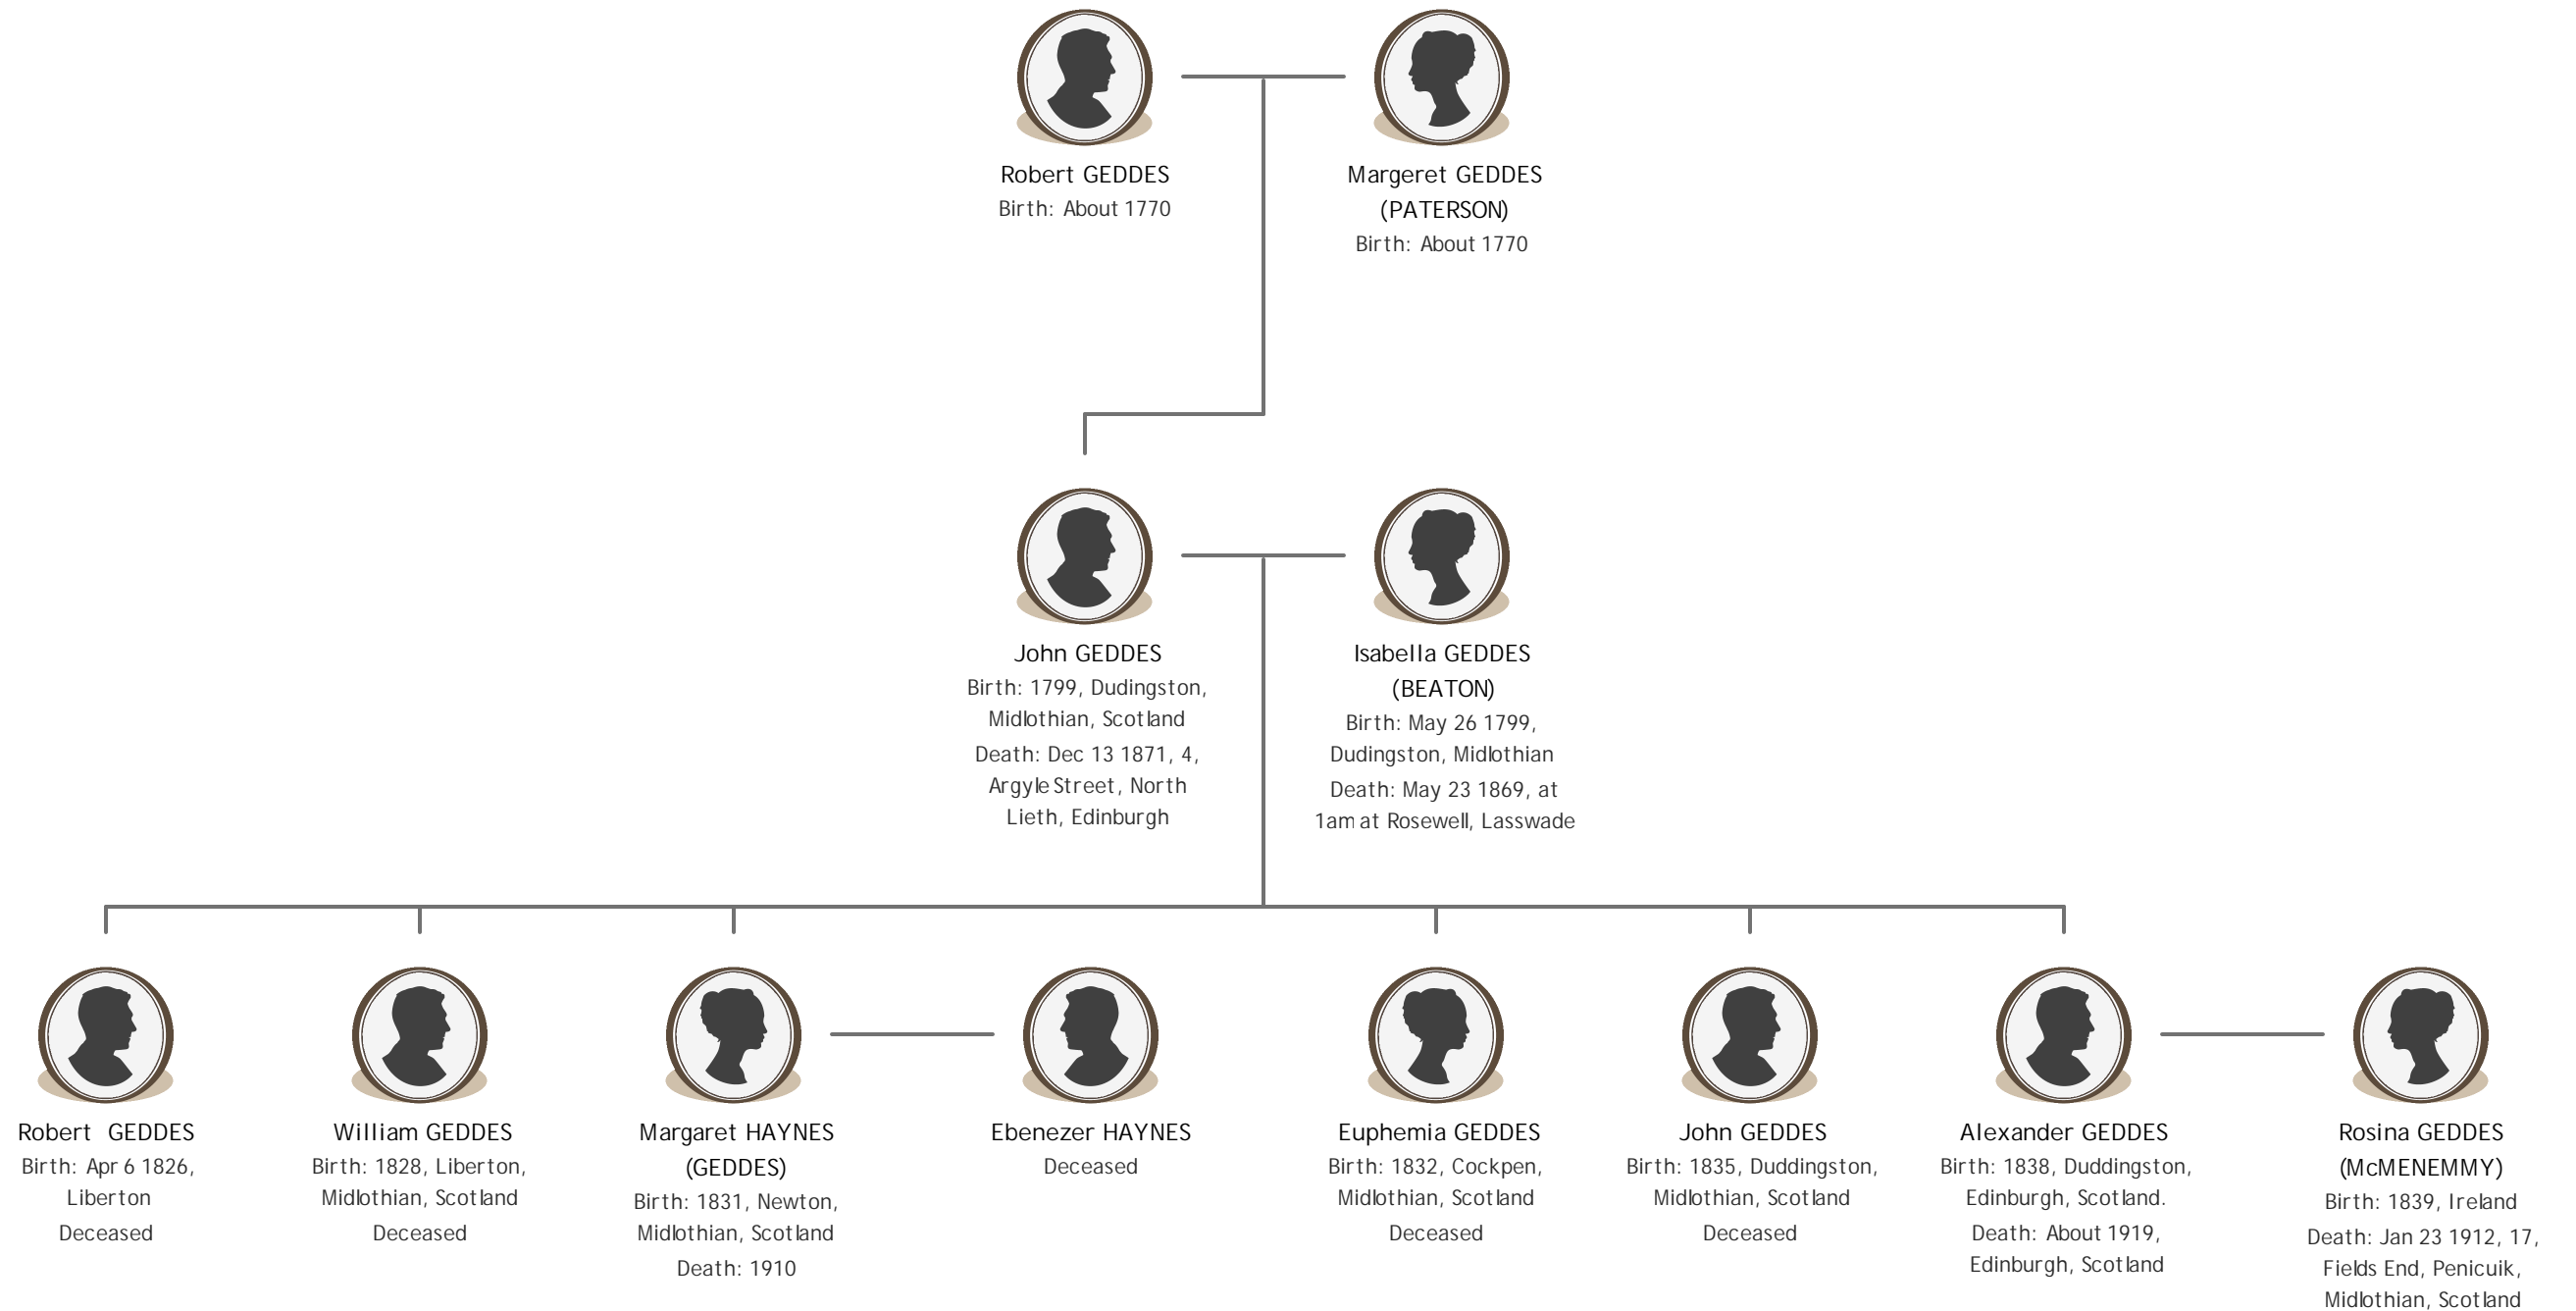 Robert GEDDES
Birth: About 1770
Margeret GEDDES
(PATERSON)
Birth: About 1770
John GEDDES
Birth: 1799, Dudingston,
Midlothian, Scotland
Death: Dec 13 1871, 4,
Argyle Street, North
Lieth, Edinburgh
Isabella GEDDES
(BEATON)
Birth: May 26 1799,
Dudingston, Midlothian
Death: May 23 1869, at
1am at Rosewell, Lasswade
Robert GEDDES
Birth: Apr 6 1826,
Liberton
Deceased
William GEDDES
Birth: 1828, Liberton,
Midlothian, Scotland
Deceased
Margaret HAYNES
(GEDDES)
Birth: 1831, Newton,
Midlothian, Scotland
Death: 1910
Ebenezer HAYNES
Deceased
Euphemia GEDDES
Birth: 1832, Cockpen,
Midlothian, Scotland
Deceased
John GEDDES
Birth: 1835, Duddingston,
Midlothian, Scotland
Deceased
Alexander GEDDES
Birth: 1838, Duddingston,
Edinburgh, Scotland.
Death: About 1919,
Edinburgh, Scotland
Rosina GEDDES
(McMENEMMY)
Birth: 1839, Ireland
Death: Jan 23 1912, 17,
Fields End, Penicuik,
Midlothian, Scotland